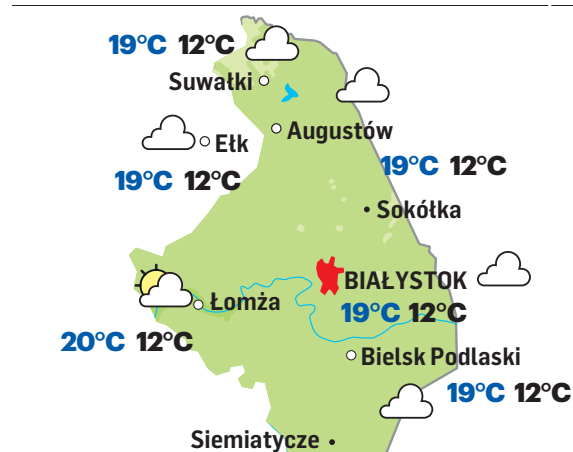 19°C 12°C
Suwałki
Augustów
Ełk
19°C 12°C
19°C 12°C
Sokółka
BIAŁYSTOK
Łomża
19°C 12°C
20°C 12°C
Bielsk Podlaski
19°C 12°C
Siemiatycze